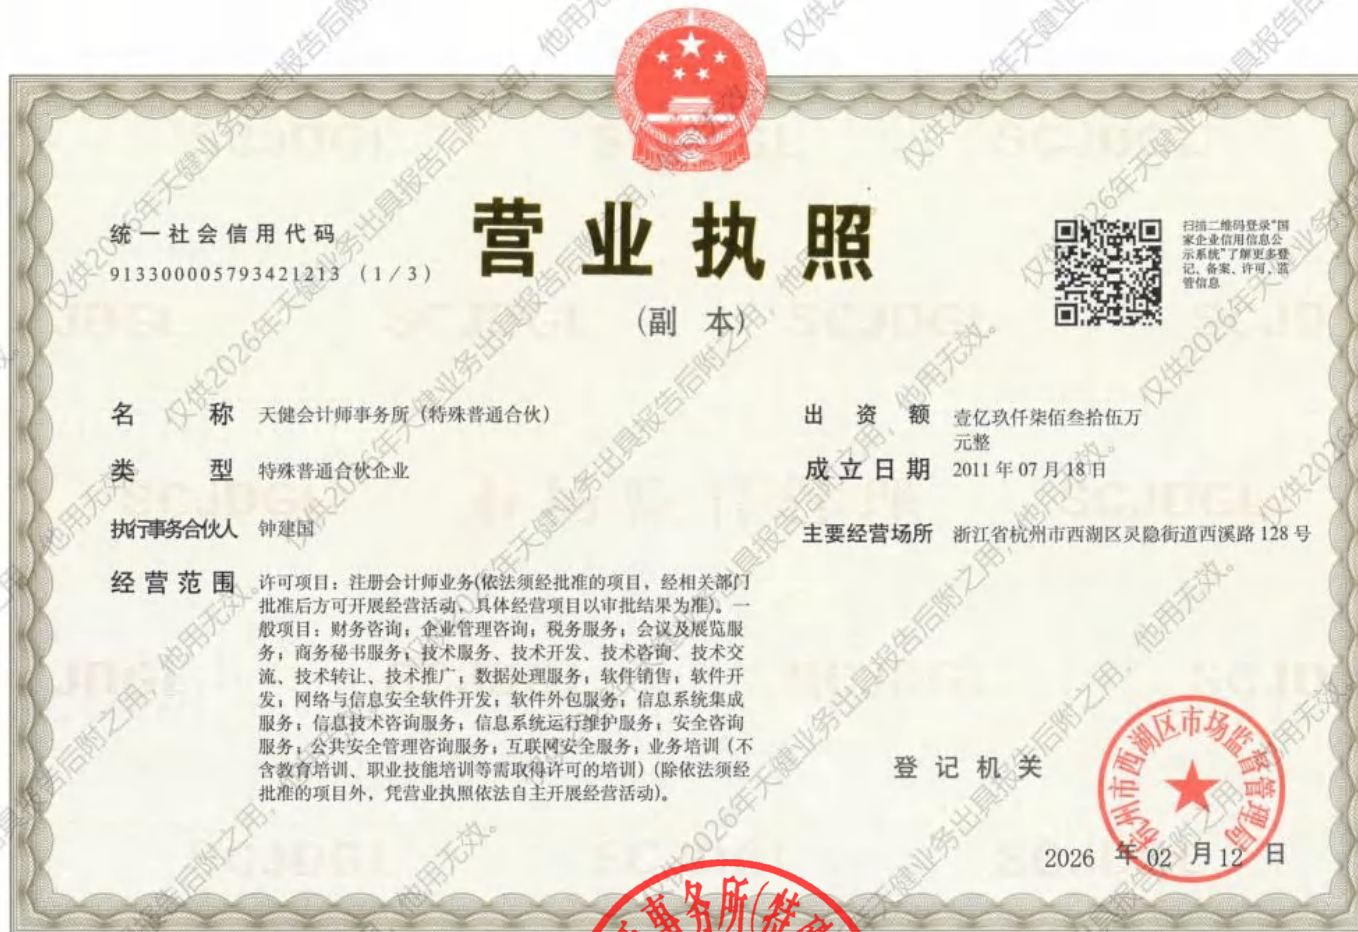 营业执照
(副 本)
统一社会信用代码
913300005793421213 (1/3)
扫描二维码登录“国
家企业信用信息公
示系统”了解更多登
记、备案、许可、监
管信息
名 称 天健会计师事务所（特殊普通合伙）
类 型 特殊普通合伙企业
执行事务合伙人 钟建国
经营范围 许可项目：注册会计师业务(依法须经批准的项目，经相关部门
批准后方可开展经营活动，具体经营项目以审批结果为准)。一
般项目：财务咨询；企业管理咨询；税务服务；会议及展览服
务；商务秘书服务；技术服务、技术开发、技术咨询、技术交
流、技术转让、技术推广；数据处理服务；软件销售；软件开
发；网络与信息安全软件开发；软件外包服务；信息系统集成
服务；信息技术咨询服务；信息系统运行维护服务；安全咨询
服务；公共安全管理咨询服务；互联网安全服务；业务培训（不
含教育培训、职业技能培训等需取得许可的培训）(除依法须经
批准的项目外，凭营业执照依法自主开展经营活动)。
出 资 额 壹亿玖仟柒佰叁拾伍万
元整
成立日期 2011年07月18日
主要经营场所 浙江省杭州市西湖区灵隐街道西溪路128号
登记机关
杭州市西湖区市场监督管理局
2026 年 02 月 12 日
事务所(特殊
仅供2026年天健业务出具报告后附之用，他用无效。